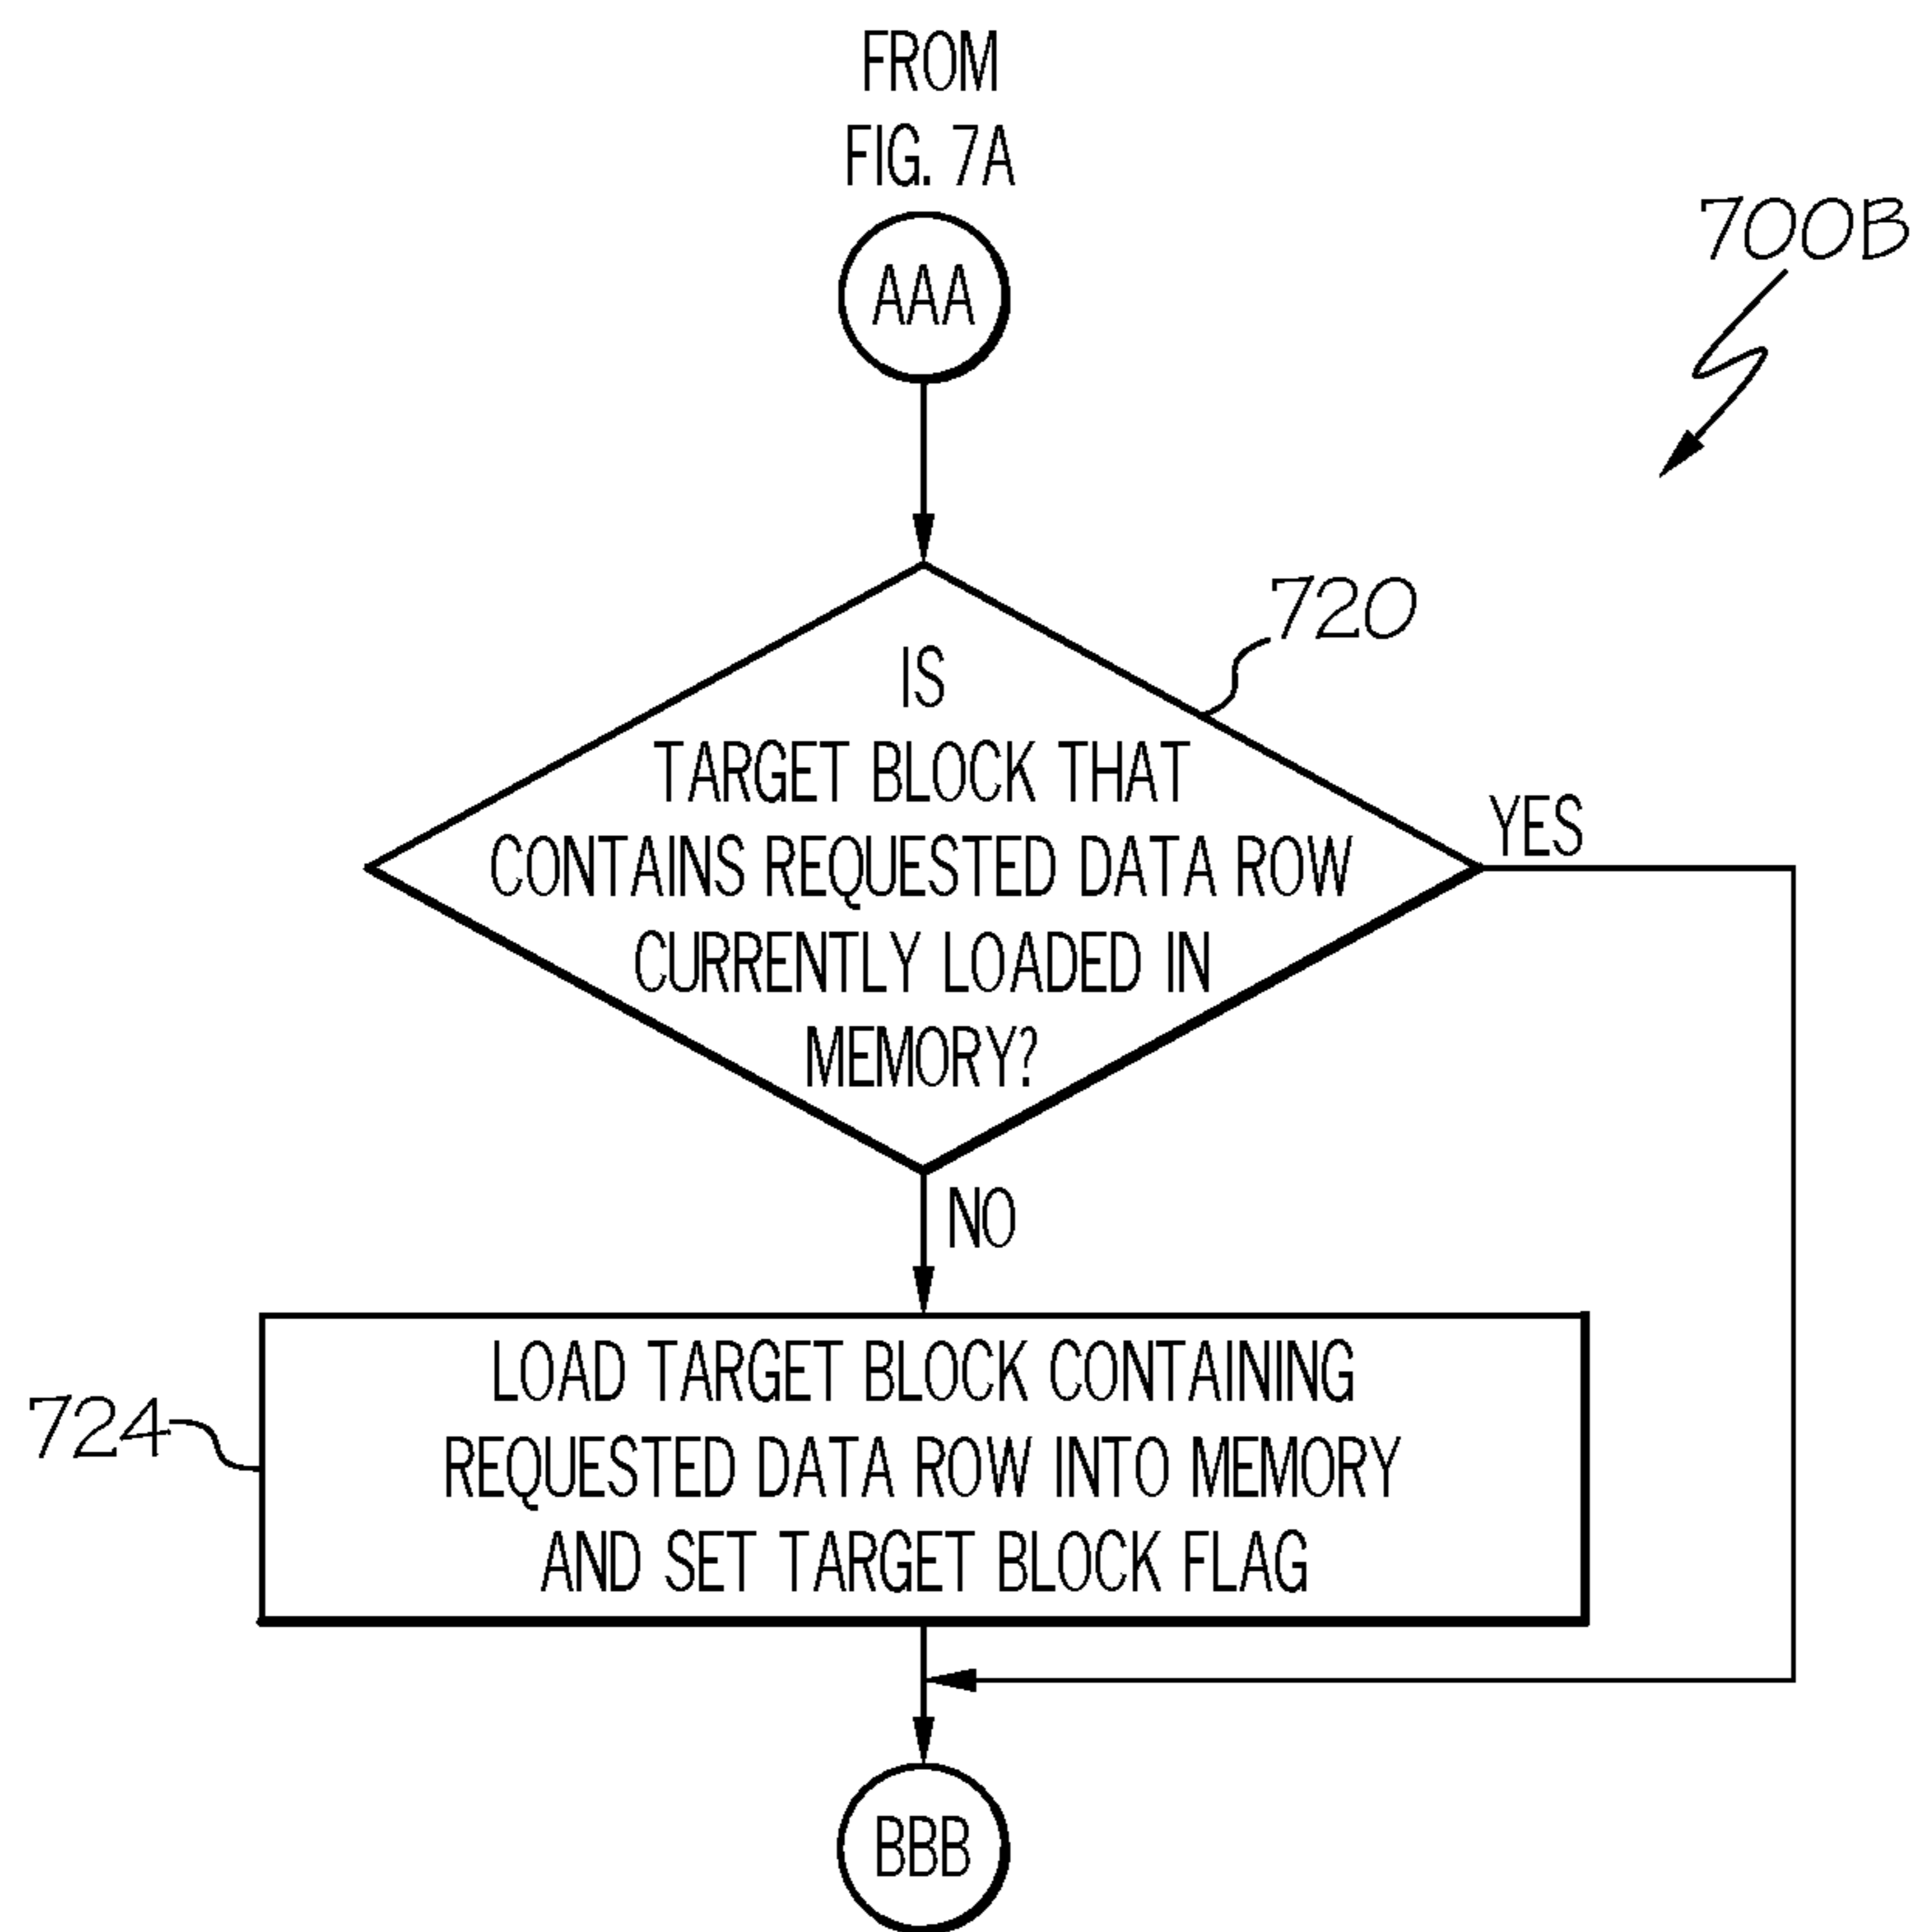 FROM
FIG. 7A
AAA
700B
720
IS
TARGET BLOCK THAT
CONTAINS REQUESTED DATA ROW
CURRENTLY LOADED IN
MEMORY?
YES
NO
724
LOAD TARGET BLOCK CONTAINING
REQUESTED DATA ROW INTO MEMORY
AND SET TARGET BLOCK FLAG
BBB